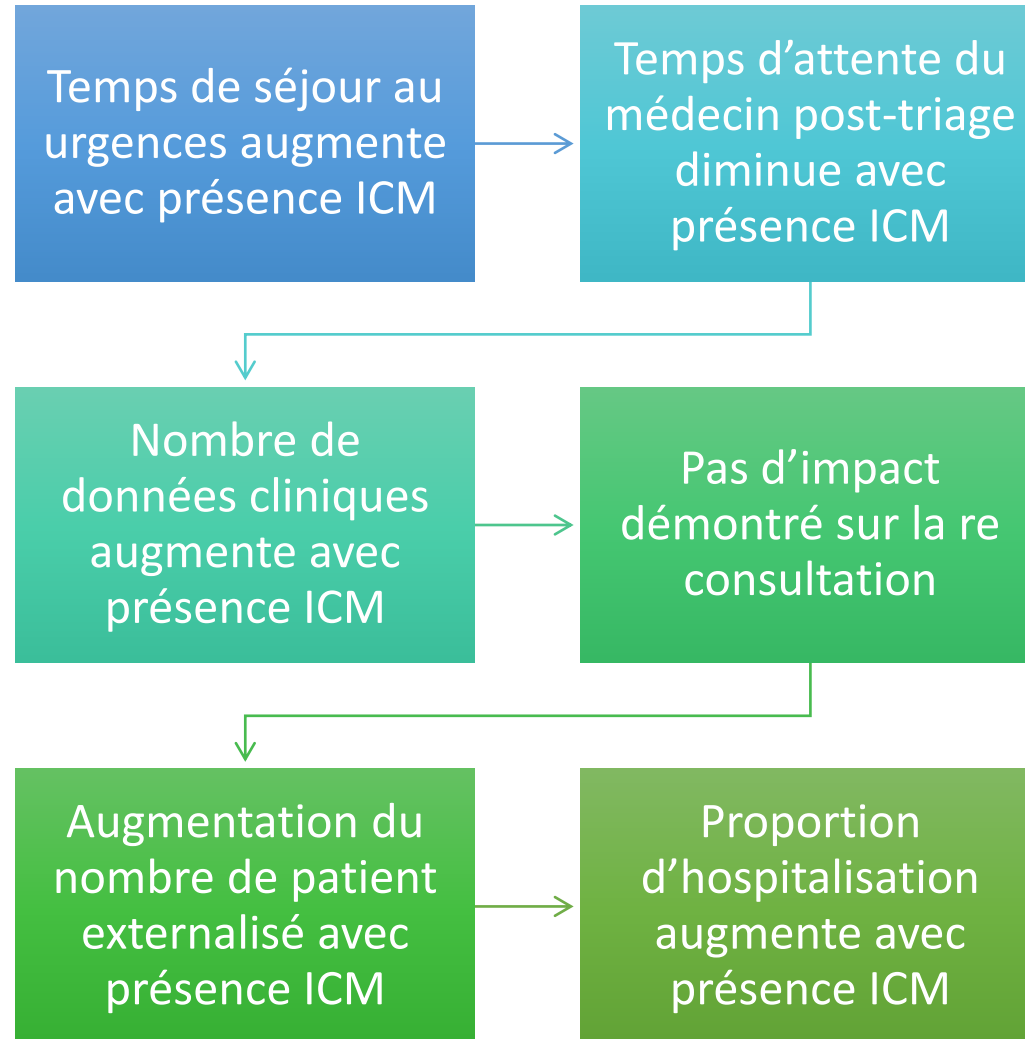 Temps de séjour au
urgences augmente
avec présence ICM
Temps d’attente du
médecin post-triage
diminue avec
présence ICM
Nombre de
données cliniques
augmente avec
présence ICM
Pas d’impact
démontré sur la re
consultation
Augmentation du
nombre de patient
externalisé avec
présence ICM
Proportion
d’hospitalisation
augmente avec
présence ICM